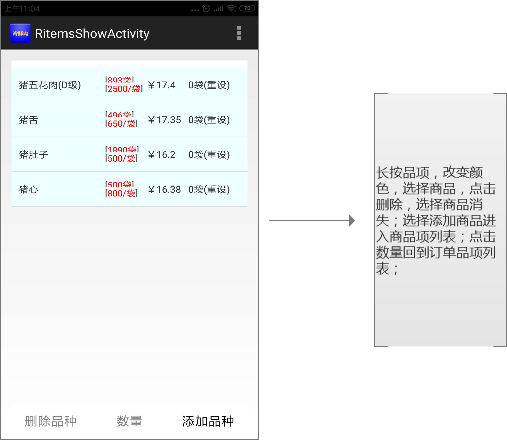 上午11:04
RitemsShowActivity
猪五花肉(D级) [893袋] ￥17.4 0袋(重设)
[2500/袋]
猪舌 [496袋] ￥17.35 0袋(重设)
[650/袋]
猪肚子 [1890袋] ￥16.2 0袋(重设)
[500/袋]
猪心 [500袋] ￥16.38 0袋(重设)
[800/袋]
删除品种 数量 添加品种
长按品项，改变颜
色，选择商品，点击
删除，选择商品消
失；选择添加商品进
入商品项列表；点击
数量回到订单品项列
表；